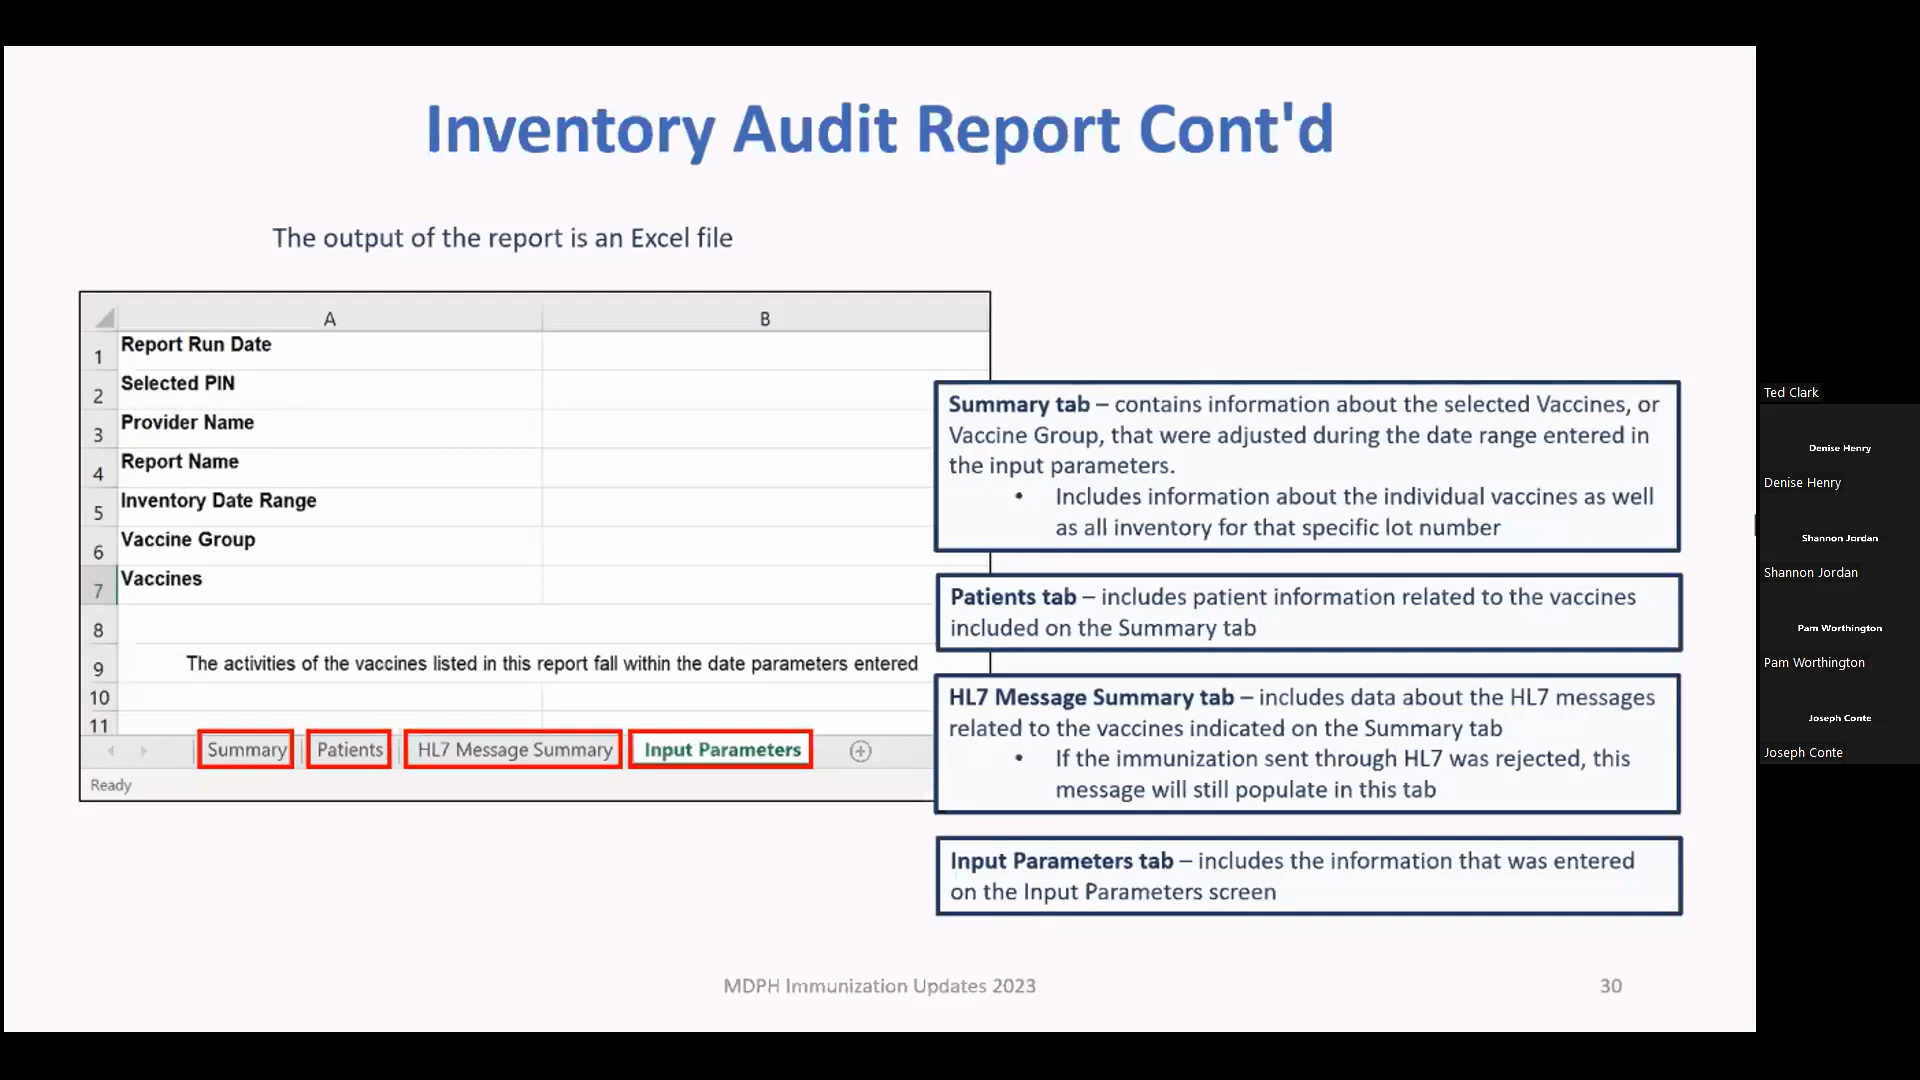 Inventory Audit Report Cont'd
The output of the report is an Excel file
A B
1 Report Run Date
2 Selected PIN
3 Provider Name
4 Report Name
5 Inventory Date Range
6 Vaccine Group
7 Vaccines
8
9 The activities of the vaccines listed in this report fall within the date parameters entered
10
11
Summary Patients HL7 Message Summary Input Parameters
Ready
Summary tab – contains information about the selected Vaccines, or
Vaccine Group, that were adjusted during the date range entered in
the input parameters.
• Includes information about the individual vaccines as well
as all inventory for that specific lot number
Patients tab – includes patient information related to the vaccines
included on the Summary tab
HL7 Message Summary tab – includes data about the HL7 messages
related to the vaccines indicated on the Summary tab
• If the immunization sent through HL7 was rejected, this
message will still populate in this tab
Input Parameters tab – includes the information that was entered
on the Input Parameters screen
MDPH Immunization Updates 2023
30
Ted Clark
Denise Henry
Denise Henry
Shannon Jordan
Shannon Jordan
Pam Worthington
Pam Worthington
Joseph Conte
Joseph Conte